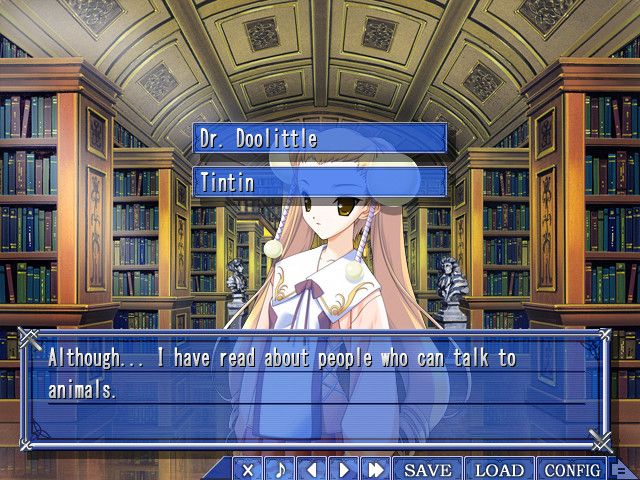 Dr. Doolittle
Tintin
Although... I have read about people who can talk to
animals.
SAVE LOAD CONFIG